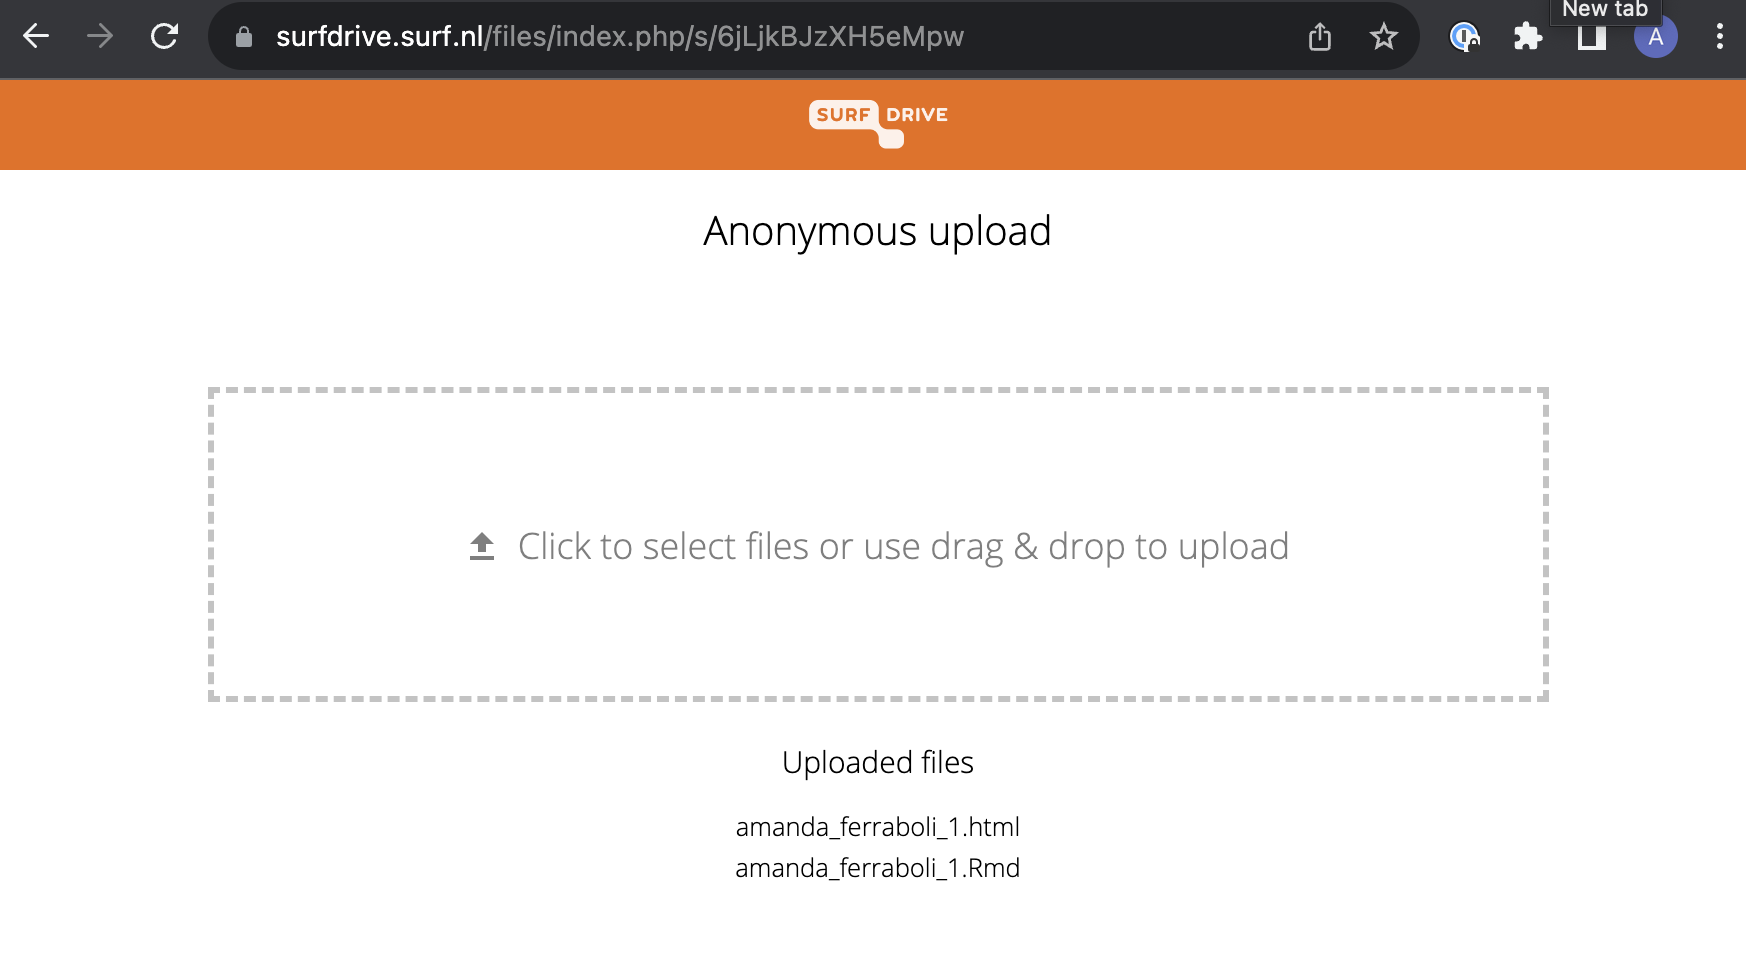 New tab
surfdrive.surf.nl/files/index.php/s/6jLjkBJzXH5eMpw
A
SURF DRIVE
Anonymous upload
Click to select files or use drag & drop to upload
Uploaded files
amanda_ferraboli_1.html
amanda_ferraboli_1.Rmd